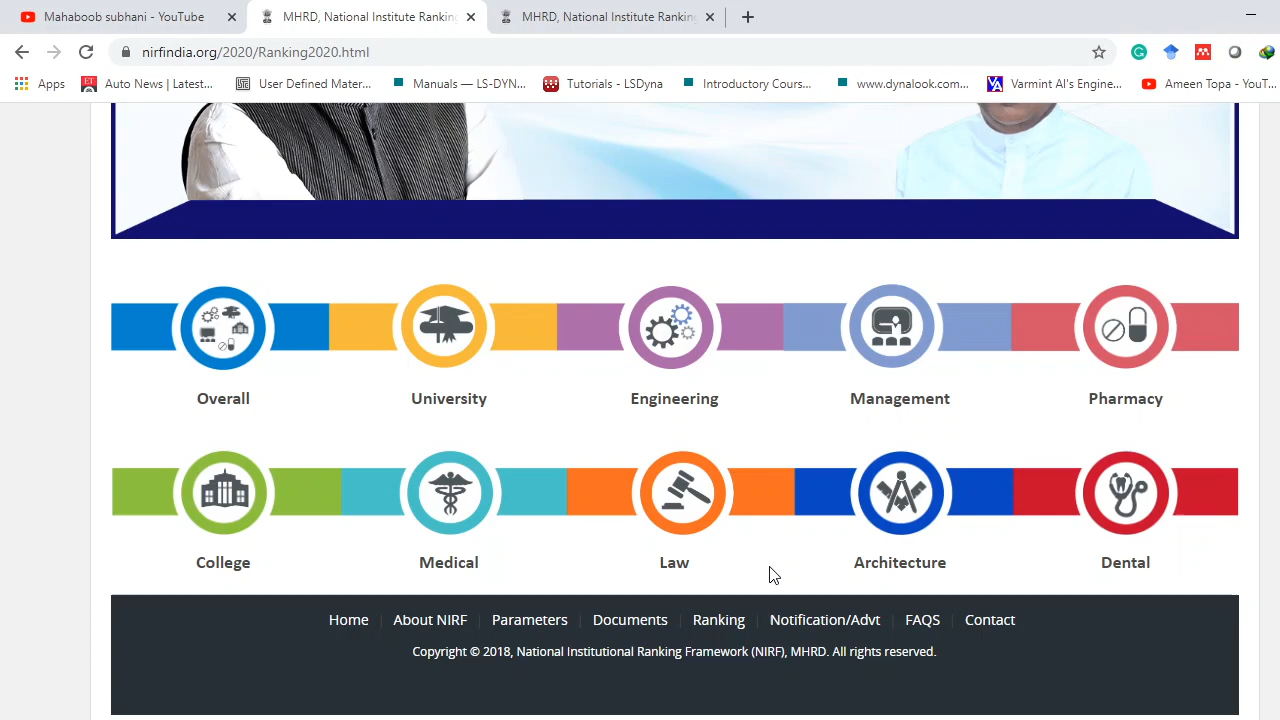 Mahaboob subhani - YouTube
MHRD, National Institute Ranking
MHRD, National Institute Ranking
nirfindia.org/2020/Ranking2020.html
Apps
ET
Auto News | Latest...
User Defined Mater...
Manual — LS-DYN...
Tutorials - LSDyna
Introductory Cours...
www.dynalook.com...
VA
Varmint Al's Engine...
Ameen Topa - YouT...
Overall
University
Engineering
Management
Pharmacy
College
Medical
Law
Architecture
Dental
Home | About NIRF | Parameters | Documents | Ranking | Notification/Advt | FAQS | Contact
Copyright © 2018, National Institutional Ranking Framework (NIRF), MHRD. All rights reserved.